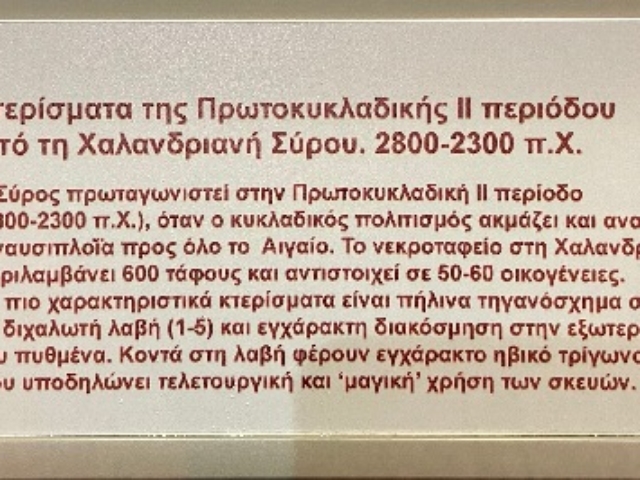 τερίσματα της Πρωτοκυκλαδικής ΙΙ περιόδου
τό τη Χαλανδριανή Σύρου. 2800-2300 π.Χ.
Σύρος πρωταγωνιστεί στην Πρωτοκυκλαδική ΙΙ περίοδο
800-2300 π.Χ.), όταν ο κυκλαδικός πολιτισμός ακμάζει και ανα
ναυσιπλοΐα προς όλο το Αιγαίο. Το νεκροταφείο στη Χαλανδρ
ριλαμβάνει 600 τάφους και αντιστοιχεί σε 50-60 οικογένειες.
πιο χαρακτηριστικά κτερίσματα είναι πήλινα τηγανόσχημα σ
διχαλωτή λαβή (1-5) και εγχάρακτη διακόσμηση στην εξωτερ
υ πυθμένα. Κοντά στη λαβή φέρουν εγχάρακτο ηβικό τρίγωνο
ου υποδηλώνει τελετουργική και ‘μαγική’ χρήση των σκευών.